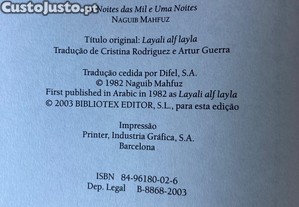 CustoJusto.pt
Noites das Mil e Uma Noites
Naguib Mahfuz
Título original: Layali alf layla
Tradução de Cristina Rodriguez e Artur Guerra
Tradução cedida por Difel, S.A.
© 1982 Naguib Mahfuz
First published in Arabic in 1982 as Layali alf layla
© 2003 BIBLIOTEX EDITOR, S.L., para esta edição
Impressão
Printer, Industria Gráfica, S.A.
Barcelona
ISBN 84-96180-02-6
Dep. Legal B-8868-2003